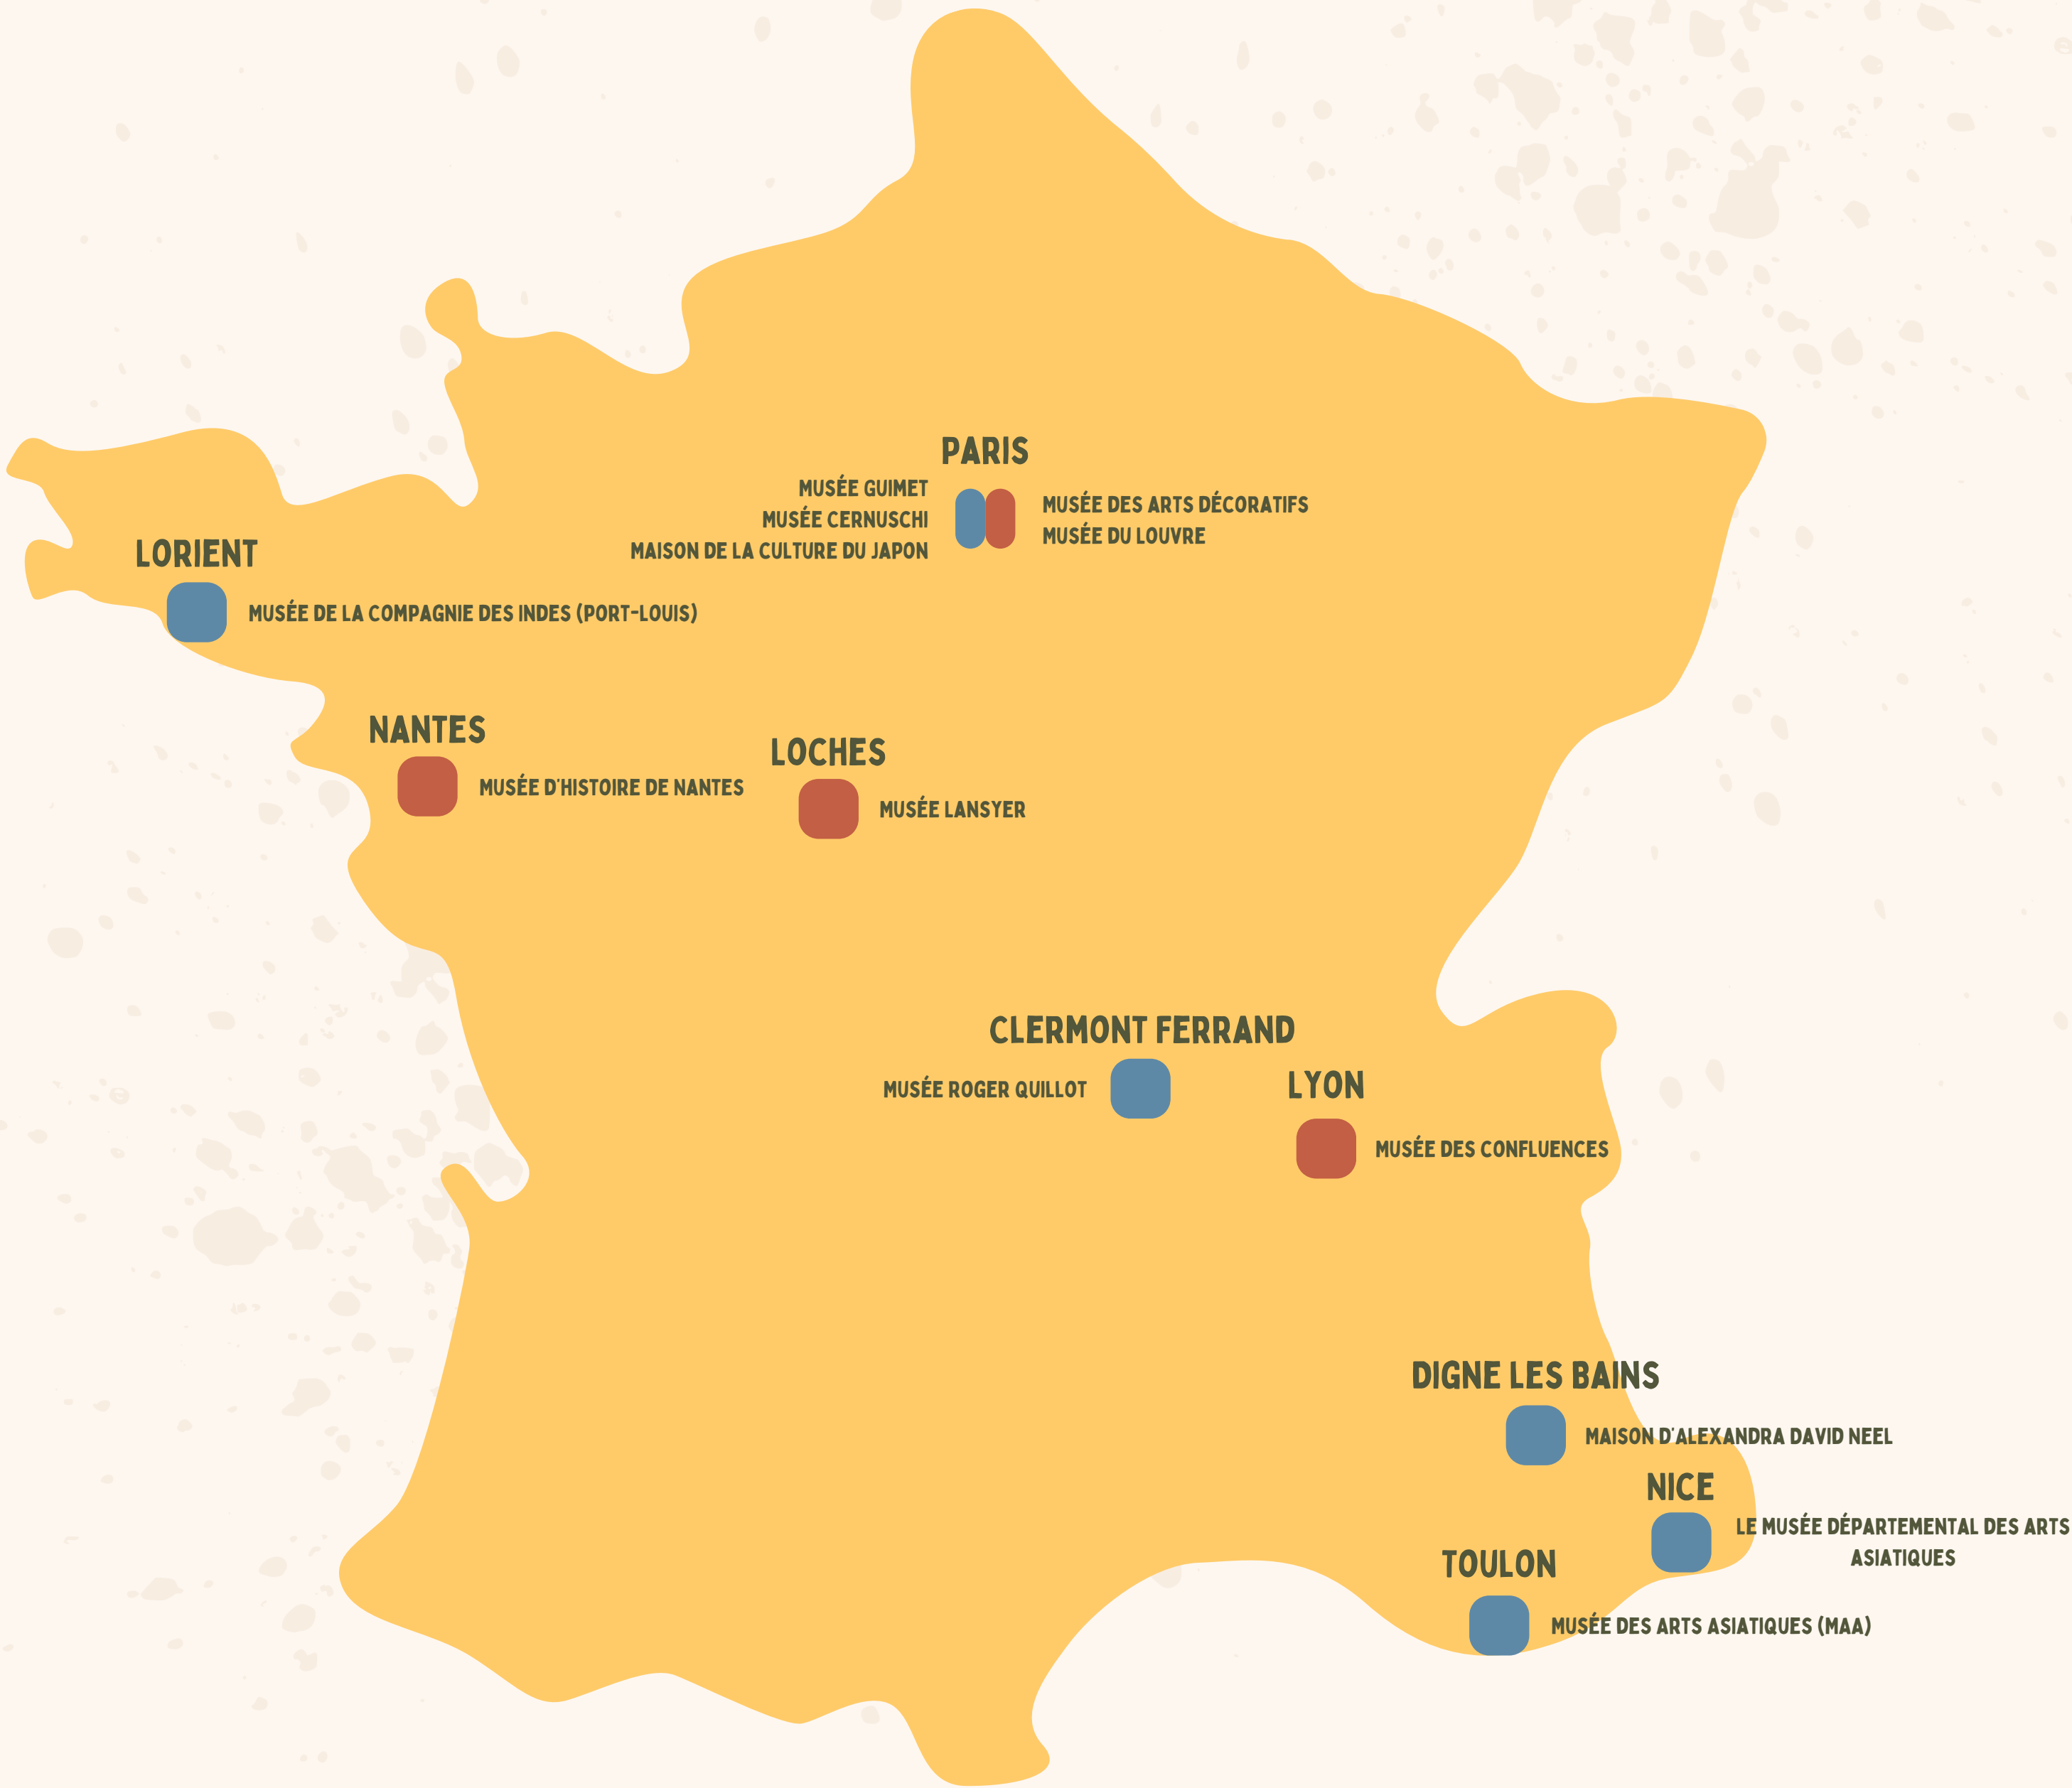 PARIS
MUSÉE GUIMET
MUSÉE CERNUSCHI
MAISON DE LA CULTURE DU JAPON
MUSÉE DES ARTS DÉCORATIFS
MUSÉE DU LOUVRE
LORIENT
MUSÉE DE LA COMPAGNIE DES INDES (PORT-LOUIS)
NANTES
MUSÉE D'HISTOIRE DE NANTES
LOCHES
MUSÉE LANSYER
CLERMONT FERRAND
MUSÉE ROGER QUILLOT
LYON
MUSÉE DES CONFLUENCES
DIGNE LES BAINS
MAISON D'ALEXANDRA DAVID NEEL
NICE
LE MUSÉE DÉPARTEMENTAL DES ARTS
ASIATIQUES
TOULON
MUSÉE DES ARTS ASIATIQUES (MAA)